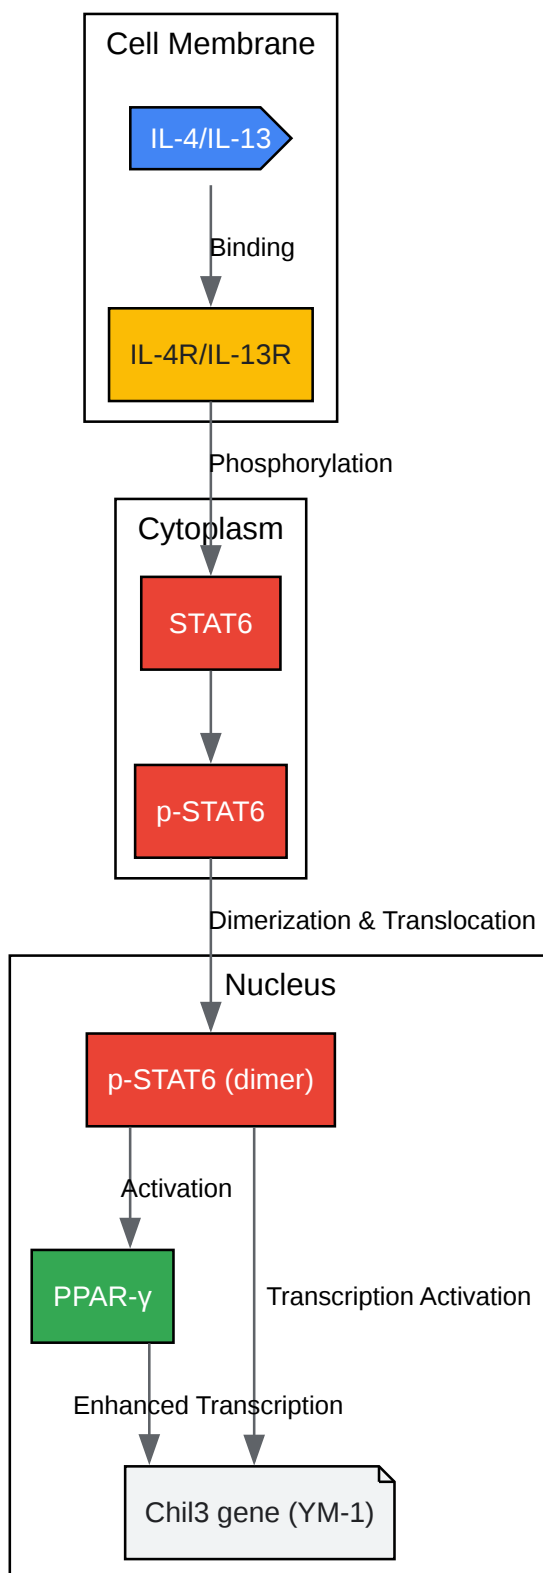 Cell Membrane
IL-4/IL-13
Binding
IL-4R/IL-13R
Phosphorylation
Cytoplasm
STAT6
p-STAT6
Dimerization & Translocation
Nucleus
p-STAT6 (dimer)
Activation
PPAR-γ
Transcription Activation
Enhanced Transcription
Chil3 gene (YM-1)